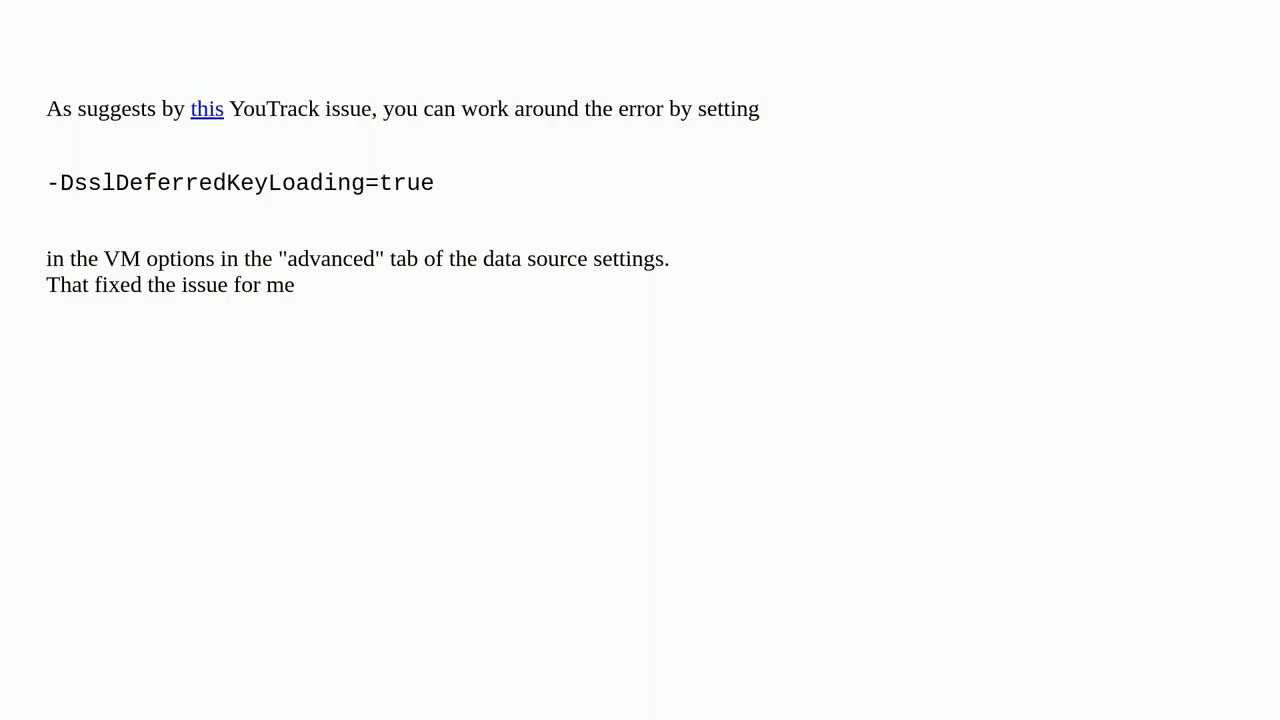 As suggests by this YouTrack issue, you can work around the error by setting
-DsslDeferredKeyLoading=true
in the VM options in the "advanced" tab of the data source settings.
That fixed the issue for me